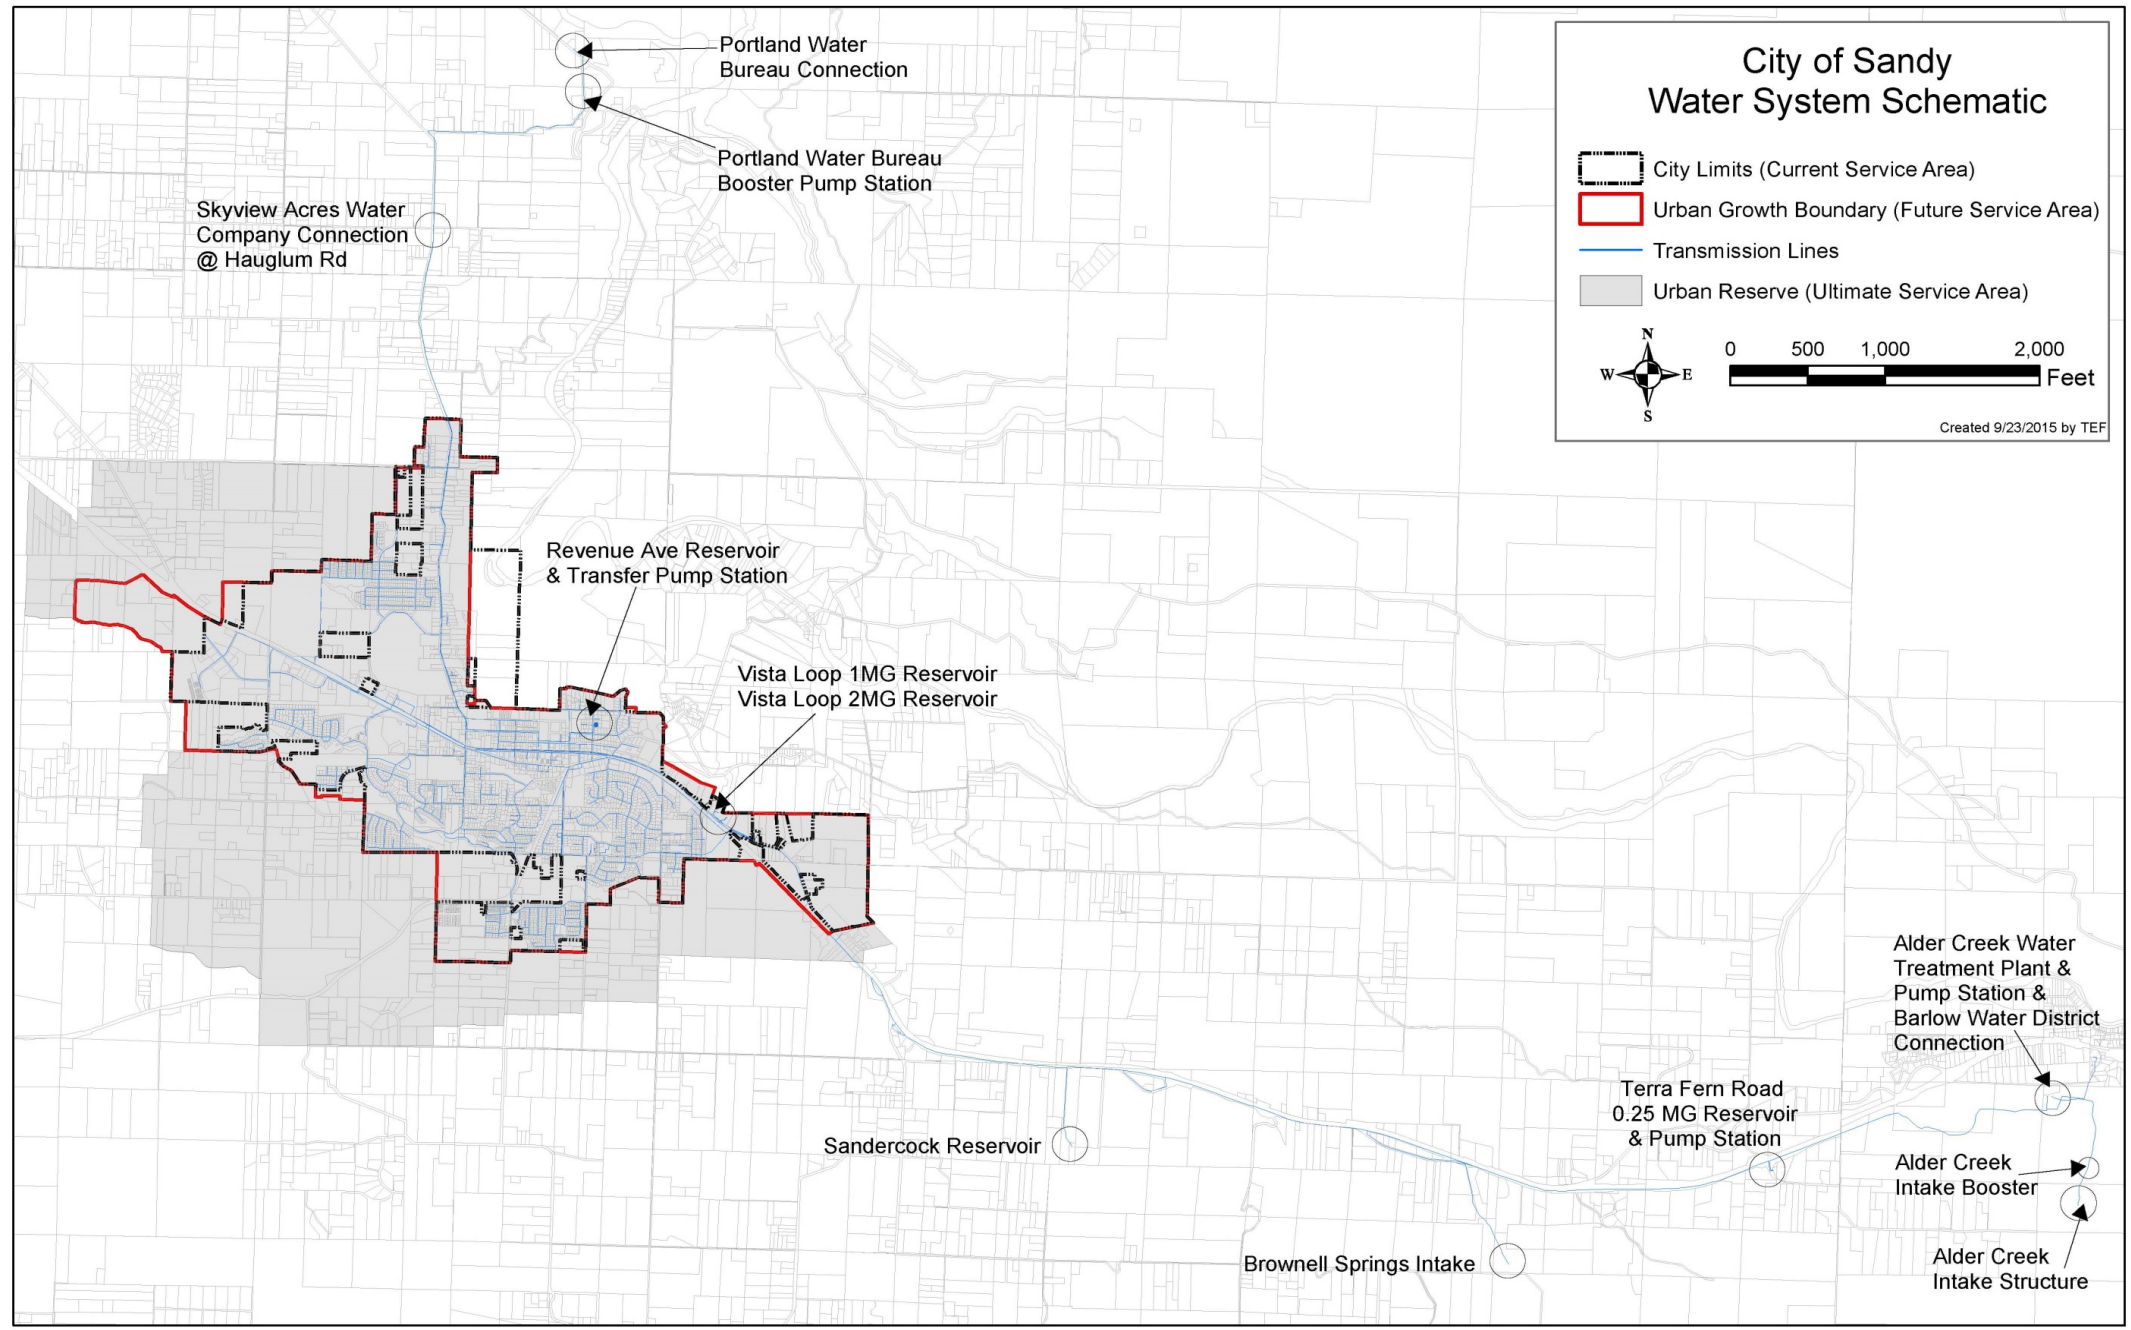 Portland Water
Bureau Connection
Portland Water Bureau
Booster Pump Station
Skyview Acres Water
Company Connection
@ Hauglum Rd
City of Sandy
Water System Schematic
City Limits (Current Service Area)
Urban Growth Boundary (Future Service Area)
Transmission Lines
Urban Reserve (Ultimate Service Area)
N
W E
S
0 500 1,000 2,000
Feet
Created 9/23/2015 by TEF
Revenue Ave Reservoir
& Transfer Pump Station
Vista Loop 1MG Reservoir
Vista Loop 2MG Reservoir
Alder Creek Water
Treatment Plant &
Pump Station &
Barlow Water District
Connection
Terra Fern Road
0.25 MG Reservoir
& Pump Station
Sandercock Reservoir
Alder Creek
Intake Booster
Brownell Springs Intake
Alder Creek
Intake Structure